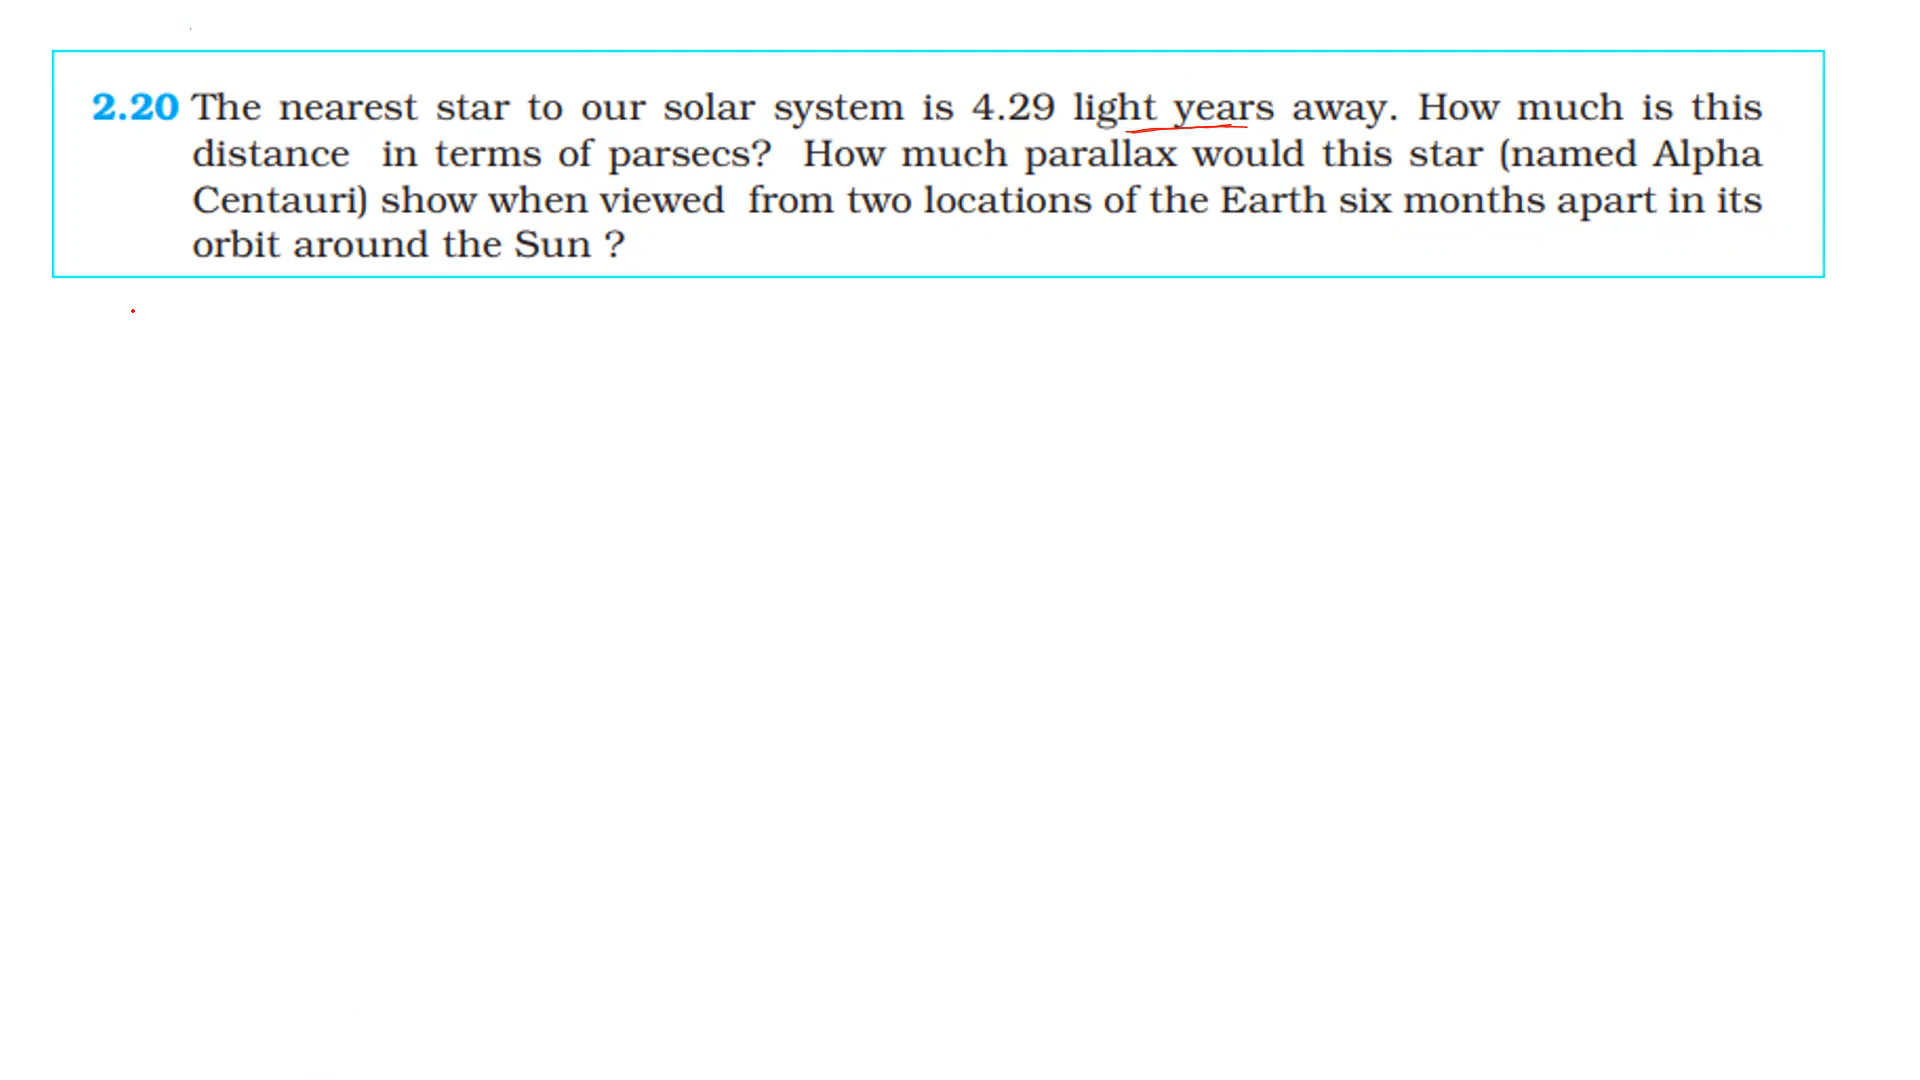 2.20 The nearest star to our solar system is 4.29 light years away. How much is this
distance in terms of parsecs? How much parallax would this star (named Alpha
Centauri) show when viewed from two locations of the Earth six months apart in its
orbit around the Sun ?